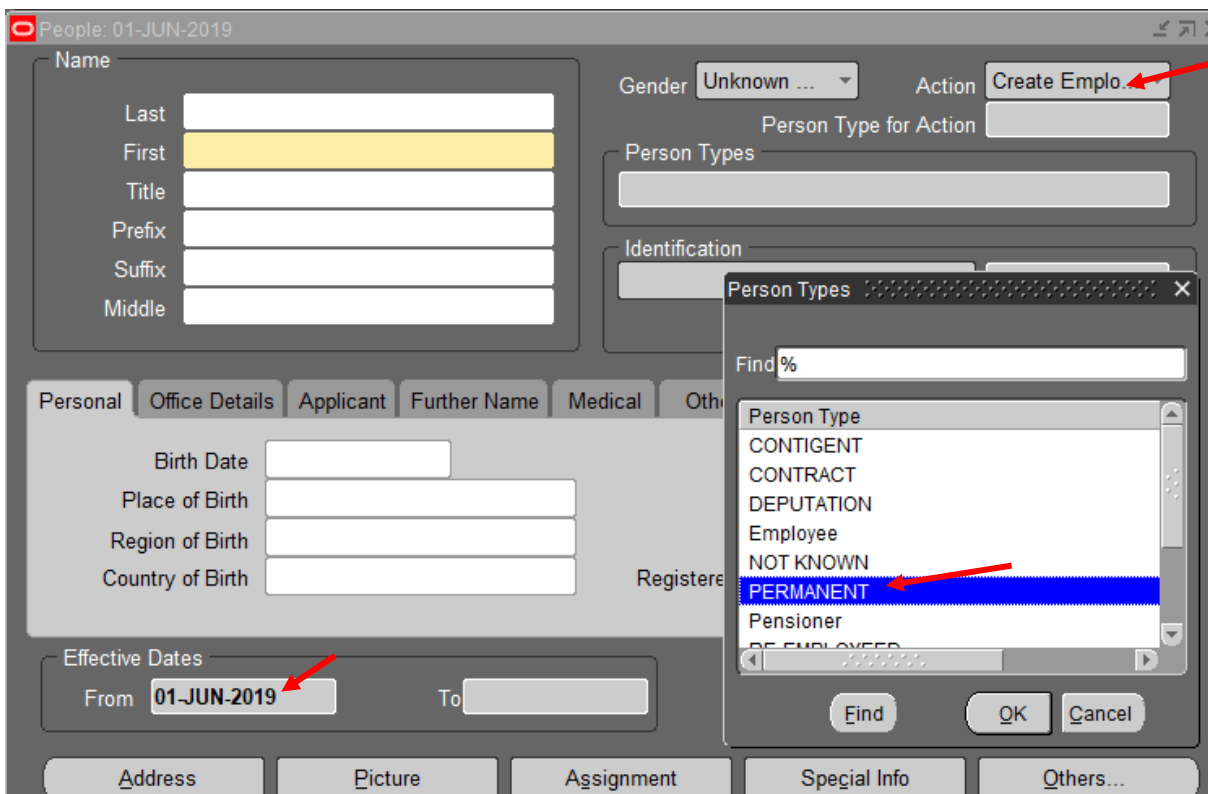 People: 01-JUN-2019
Name
Last
First
Title
Prefix
Suffix
Middle
Gender Unknown ... Action Create Emplo...
Person Type for Action
Person Types
Identification
Person Types
Find %
Person Type
CONTIGENT
CONTRACT
DEPUTATION
Employee
NOT KNOWN
PERMANENT
Pensioner
Find OK Cancel
Personal Office Details Applicant Further Name Medical
Birth Date
Place of Birth
Region of Birth
Country of Birth
Effective Dates
From 01-JUN-2019 To
Address Picture Assignment Special Info Others...